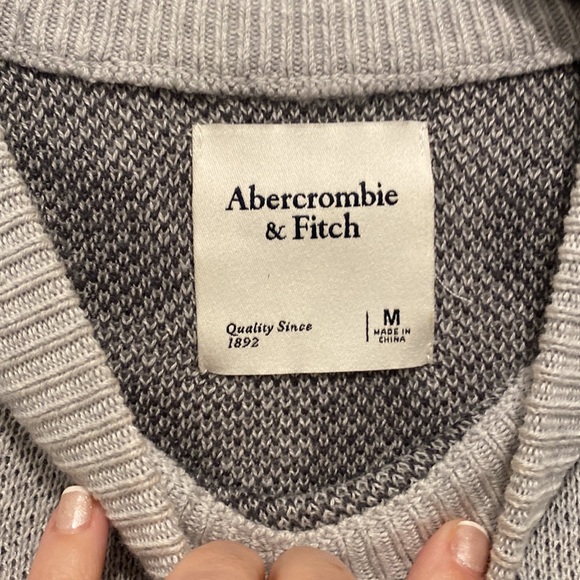 Abercrombie
& Fitch
Quality Since
1892
M
MADE IN
CHINA